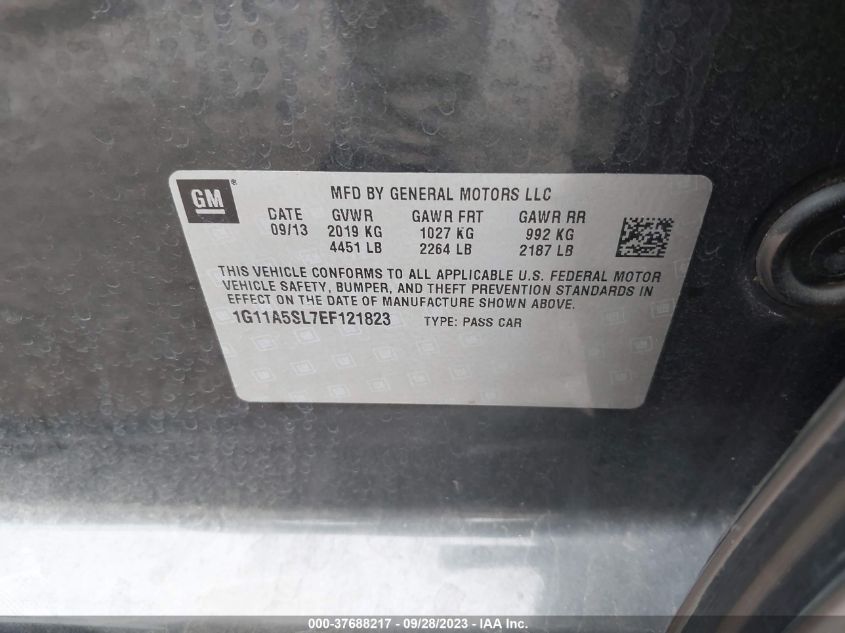 GM®
MFD BY GENERAL MOTORS LLC
DATE GVWR GAWR FRT GAWR RR
09/13 2019 KG 1027 KG 992 KG
4451 LB 2264 LB 2187 LB
THIS VEHICLE CONFORMS TO ALL APPLICABLE U.S. FEDERAL MOTOR
VEHICLE SAFETY, BUMPER, AND THEFT PREVENTION STANDARDS IN
EFFECT ON THE DATE OF MANUFACTURE SHOWN ABOVE.
1G11A5SL7EF121823 TYPE: PASS CAR
000-37688217 - 09/28/2023 - IAA Inc.